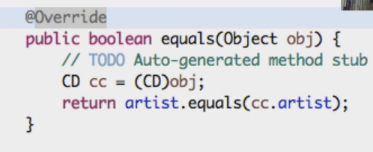 @Override
public boolean equals(Object obj) {
// TODO Auto-generated method stub
CD cc = (CD)obj;
return artist.equals(cc.artist);
}